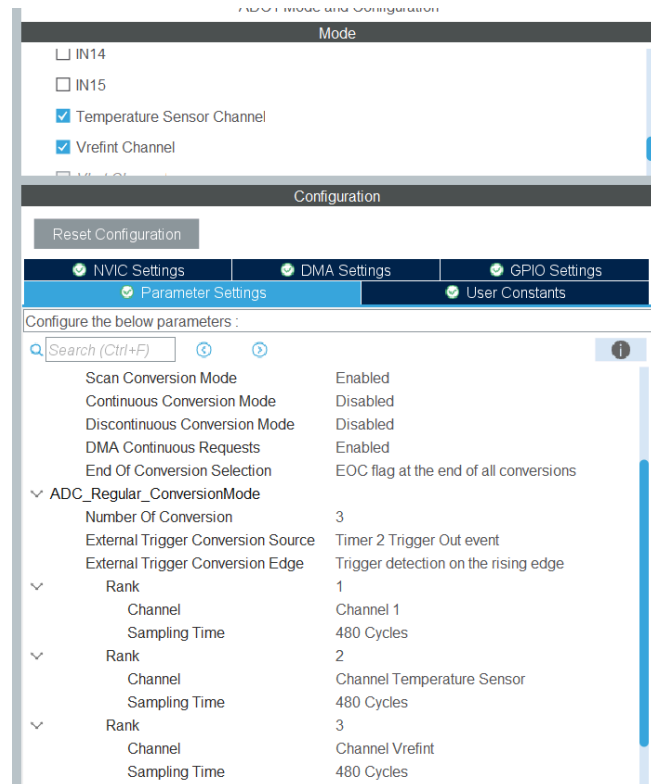 ADC1 Mode and Configuration
Mode
IN14
IN15
Temperature Sensor Channel
Vrefint Channel
Configuration
Reset Configuration
NVIC Settings
DMA Settings
GPIO Settings
Parameter Settings
User Constants
Configure the below parameters :
Search (Ctrl+F)
Scan Conversion Mode Enabled
Continuous Conversion Mode Disabled
Discontinuous Conversion Mode Disabled
DMA Continuous Requests Enabled
End Of Conversion Selection EOC flag at the end of all conversions
ADC_Regular_ConversionMode
Number Of Conversion 3
External Trigger Conversion Source Timer 2 Trigger Out event
External Trigger Conversion Edge Trigger detection on the rising edge
Rank 1
Channel Channel 1
Sampling Time 480 Cycles
Rank 2
Channel Channel Temperature Sensor
Sampling Time 480 Cycles
Rank 3
Channel Channel Vrefint
Sampling Time 480 Cycles